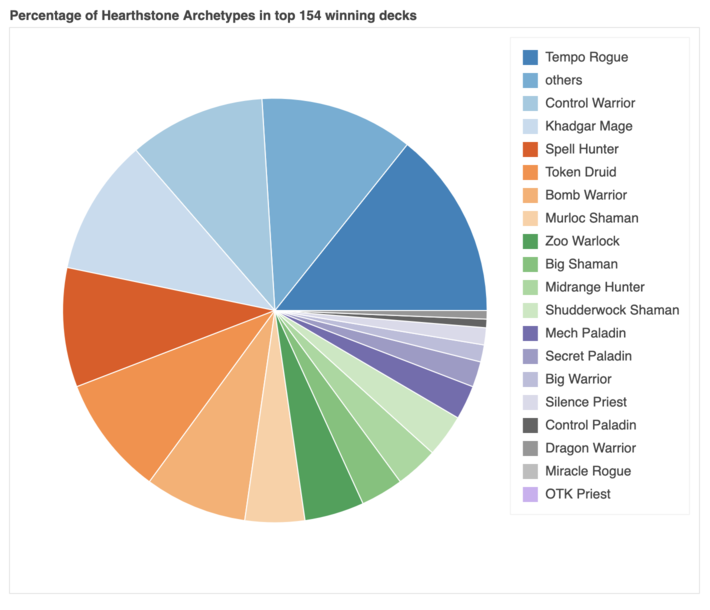 Percentage of Hearthstone Archetypes in top 154 winning decks
Tempo Rogue
others
Control Warrior
Khadgar Mage
Spell Hunter
Token Druid
Bomb Warrior
Murloc Shaman
Zoo Warlock
Big Shaman
Midrange Hunter
Shudderwock Shaman
Mech Paladin
Secret Paladin
Big Warrior
Silence Priest
Control Paladin
Dragon Warrior
Miracle Rogue
OTK Priest